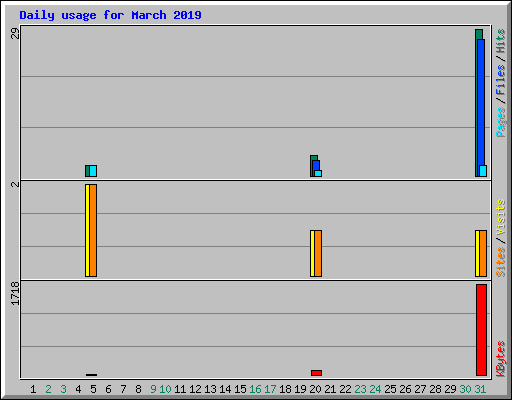 Daily usage for March 2019
29
Pages/Files/Hits
2
Sites/Visits
1718
KBytes
1 2 3 4 5 6 7 8 9 10 11 12 13 14 15 16 17 18 19 20 21 22 23 24 25 26 27 28 29 30 31